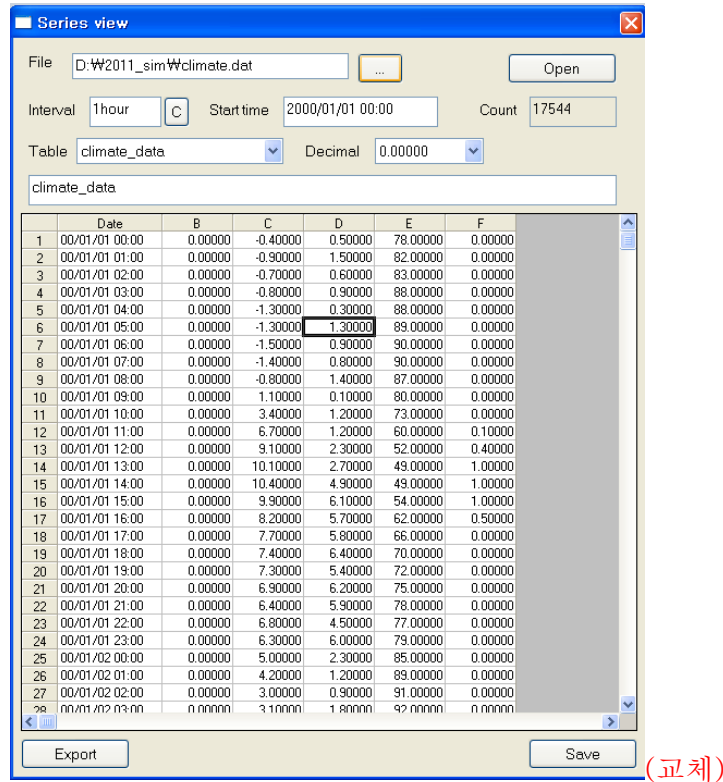 Series view
File D:₩2011_sim₩climate.dat ... Open
Interval 1hour C Start time 2000/01/01 00:00 Count 17544
Table climate_data Decimal 0.00000
climate_data
Date B C D E F
1 00/01/01 00:00 0.00000 -0.40000 0.50000 78.00000 0.00000
2 00/01/01 01:00 0.00000 -0.90000 1.50000 82.00000 0.00000
3 00/01/01 02:00 0.00000 -0.70000 0.60000 83.00000 0.00000
4 00/01/01 03:00 0.00000 -0.80000 0.90000 88.00000 0.00000
5 00/01/01 04:00 0.00000 -1.30000 0.30000 88.00000 0.00000
6 00/01/01 05:00 0.00000 -1.30000 1.30000 89.00000 0.00000
7 00/01/01 06:00 0.00000 -1.50000 0.90000 90.00000 0.00000
8 00/01/01 07:00 0.00000 -1.40000 0.80000 90.00000 0.00000
9 00/01/01 08:00 0.00000 -0.80000 1.40000 87.00000 0.00000
10 00/01/01 09:00 0.00000 1.10000 0.10000 80.00000 0.00000
11 00/01/01 10:00 0.00000 3.40000 1.20000 73.00000 0.00000
12 00/01/01 11:00 0.00000 6.70000 1.20000 60.00000 0.10000
13 00/01/01 12:00 0.00000 9.10000 2.30000 52.00000 0.40000
14 00/01/01 13:00 0.00000 10.10000 2.70000 49.00000 1.00000
15 00/01/01 14:00 0.00000 10.40000 4.90000 49.00000 1.00000
16 00/01/01 15:00 0.00000 9.90000 6.10000 54.00000 1.00000
17 00/01/01 16:00 0.00000 8.20000 5.70000 62.00000 0.50000
18 00/01/01 17:00 0.00000 7.70000 5.80000 66.00000 0.00000
19 00/01/01 18:00 0.00000 7.40000 6.40000 70.00000 0.00000
20 00/01/01 19:00 0.00000 7.30000 5.40000 72.00000 0.00000
21 00/01/01 20:00 0.00000 6.90000 6.20000 75.00000 0.00000
22 00/01/01 21:00 0.00000 6.40000 5.90000 78.00000 0.00000
23 00/01/01 22:00 0.00000 6.80000 4.50000 77.00000 0.00000
24 00/01/01 23:00 0.00000 6.30000 6.00000 79.00000 0.00000
25 00/01/02 00:00 0.00000 5.00000 2.30000 85.00000 0.00000
26 00/01/02 01:00 0.00000 4.20000 1.20000 89.00000 0.00000
27 00/01/02 02:00 0.00000 3.00000 0.90000 91.00000 0.00000
28 00/01/02 03:00 0.00000 3.10000 1.80000 92.00000 0.00000
Export Save (교체)